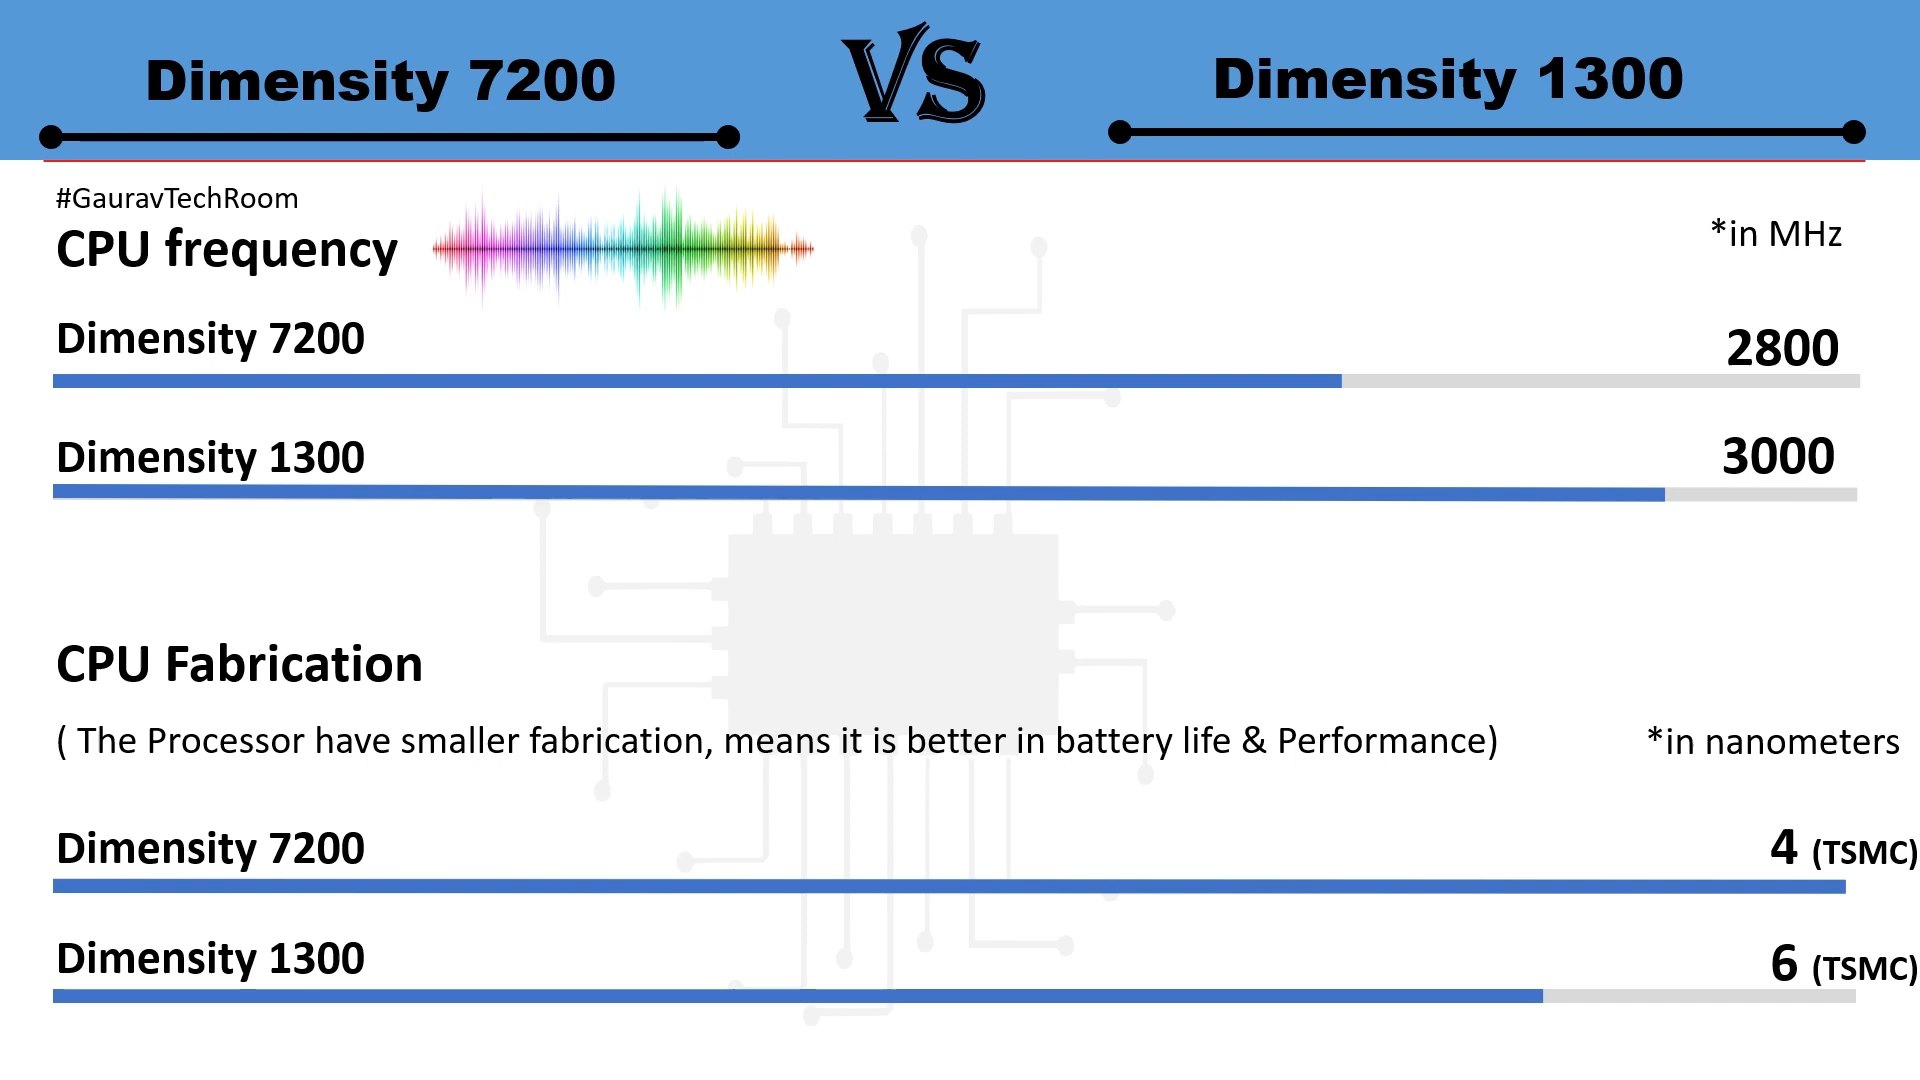 Dimensity 7200 VS Dimensity 1300
#GauravTechRoom
CPU frequency
*in MHz
Dimensity 7200 2800
Dimensity 1300 3000
CPU Fabrication
( The Processor have smaller fabrication, means it is better in battery life & Performance) *in nanometers
Dimensity 7200 4 (TSMC)
Dimensity 1300 6 (TSMC)